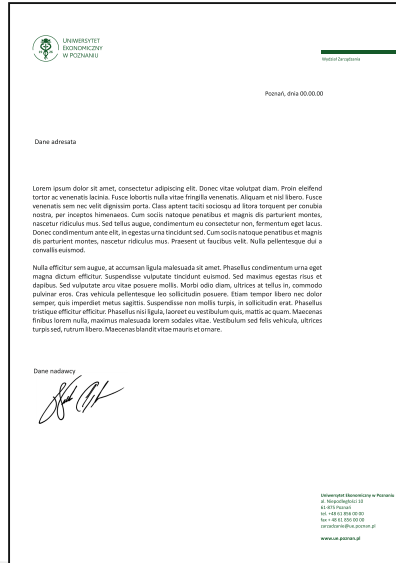 UNIWERSYTET
EKONOMICZNY
W POZNANIU
Wydział Zarządzania
Poznań, dnia 00.00.00
Dane adresata
Lorem ipsum dolor sit amet, consectetur adipiscing elit. Donec vitae volutpat diam. Proin eleifend
tortor ac venenatis lacinia. Fusce lobortis nulla vitae fringilla venenatis. Aliquam et nisl libero. Fusce
venenatis sem nec velit dignissim porta. Class aptent taciti sociosqu ad litora torquent per conubia
nostra, per inceptos himenaeos. Cum sociis natoque penatibus et magnis dis parturient montes,
nascetur ridiculus mus. Sed tellus augue, condimentum eu consectetur non, fermentum eget lacus.
Donec condimentum ante elit, in egestas urna tincidunt sed. Cum sociis natoque penatibus et magnis
dis parturient montes, nascetur ridiculus mus. Praesent ut faucibus velit. Nulla pellentesque dui a
convallis euismod.
Nulla efficitur sem augue, at accumsan ligula malesuada sit amet. Phasellus condimentum urna eget
magna dictum efficitur. Suspendisse vulputate tincidunt euismod. Sed maximus egestas risus et
dapibus. Sed vulputate arcu vitae posuere mollis. Morbi odio diam, ultrices at tellus in, commodo
pulvinar eros. Cras vehicula pellentesque leo sollicitudin posuere. Etiam tempor libero nec dolor
semper, quis imperdiet metus sagittis. Suspendisse non mollis turpis, in sollicitudin erat. Phasellus
tristique efficitur efficitur. Phasellus nisi ligula, laoreet eu vestibulum quis, mattis ac quam. Maecenas
finibus lorem nulla, maximus malesuada lorem sodales vitae. Vestibulum sed felis vehicula, ultrices
turpis sed, rutrum libero. Maecenas blandit vitae mauris et ornare.
Dane nadawcy
Uniwersytet Ekonomiczny w Poznaniu
al. Niepodległości 10
61-875 Poznań
tel. +48 61 856 00 00
fax + 48 61 856 00 00
zarzadzanie@ue.poznan.pl
www.ue.poznan.pl